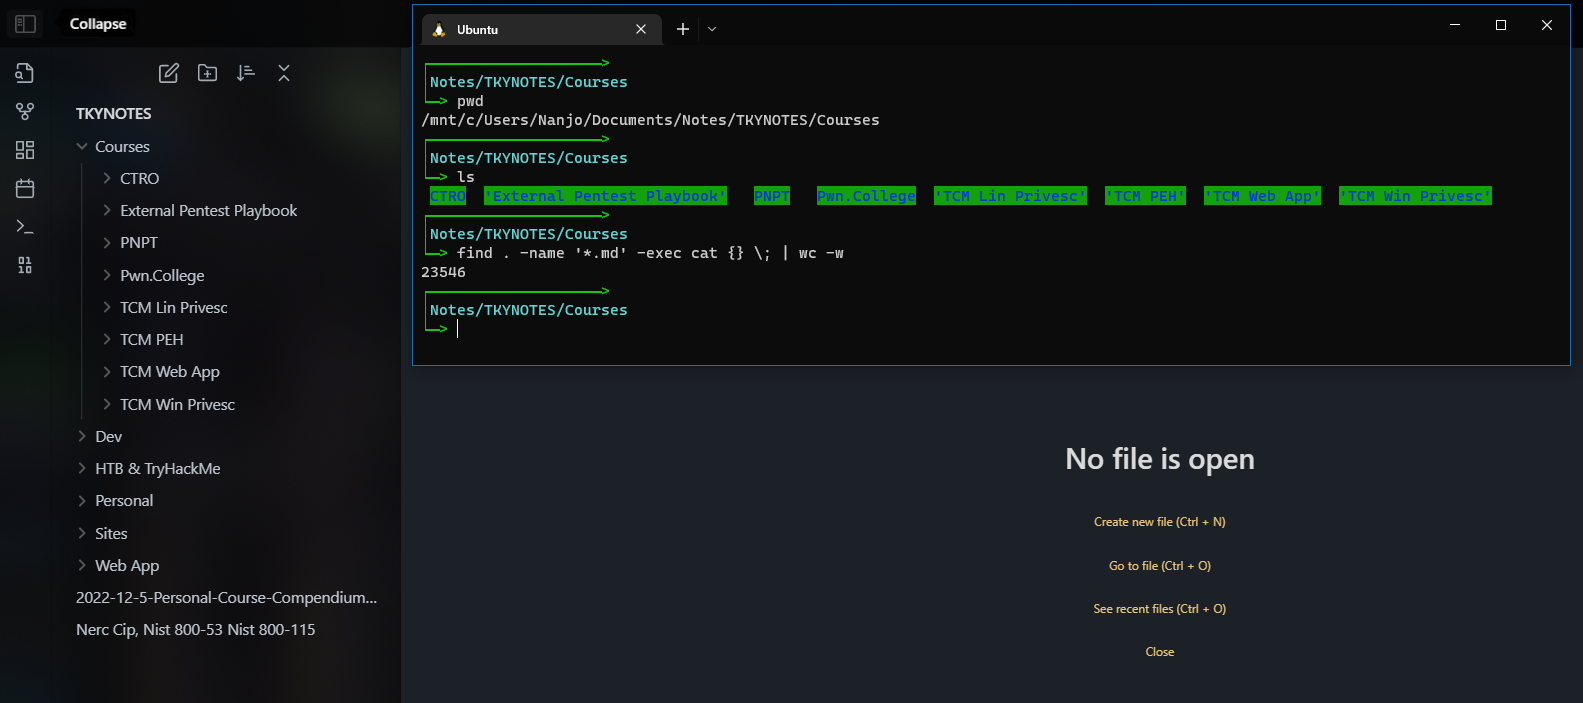 Collapse
TKYNOTES
Courses
CTRO
External Pentest Playbook
PNPT
Pwn.College
TCM Lin Privesc
TCM PEH
TCM Web App
TCM Win Privesc
Dev
HTB & TryHackMe
Personal
Sites
Web App
2022-12-5-Personal-Course-Compendium...
Nerc Cip, Nist 800-53 Nist 800-115
Ubuntu
Notes/TKYNOTES/Courses
> pwd
/mnt/c/Users/Nanjo/Documents/Notes/TKYNOTES/Courses
Notes/TKYNOTES/Courses
> ls
CTRO 'External Pentest Playbook' PNPT Pwn.College 'TCM Lin Privesc' 'TCM PEH' 'TCM Web App' 'TCM Win Privesc'
Notes/TKYNOTES/Courses
> find . -name '*.md' -exec cat {} \; | wc -w
23546
Notes/TKYNOTES/Courses
>
No file is open
Create new file (Ctrl + N)
Go to file (Ctrl + O)
See recent files (Ctrl + O)
Close